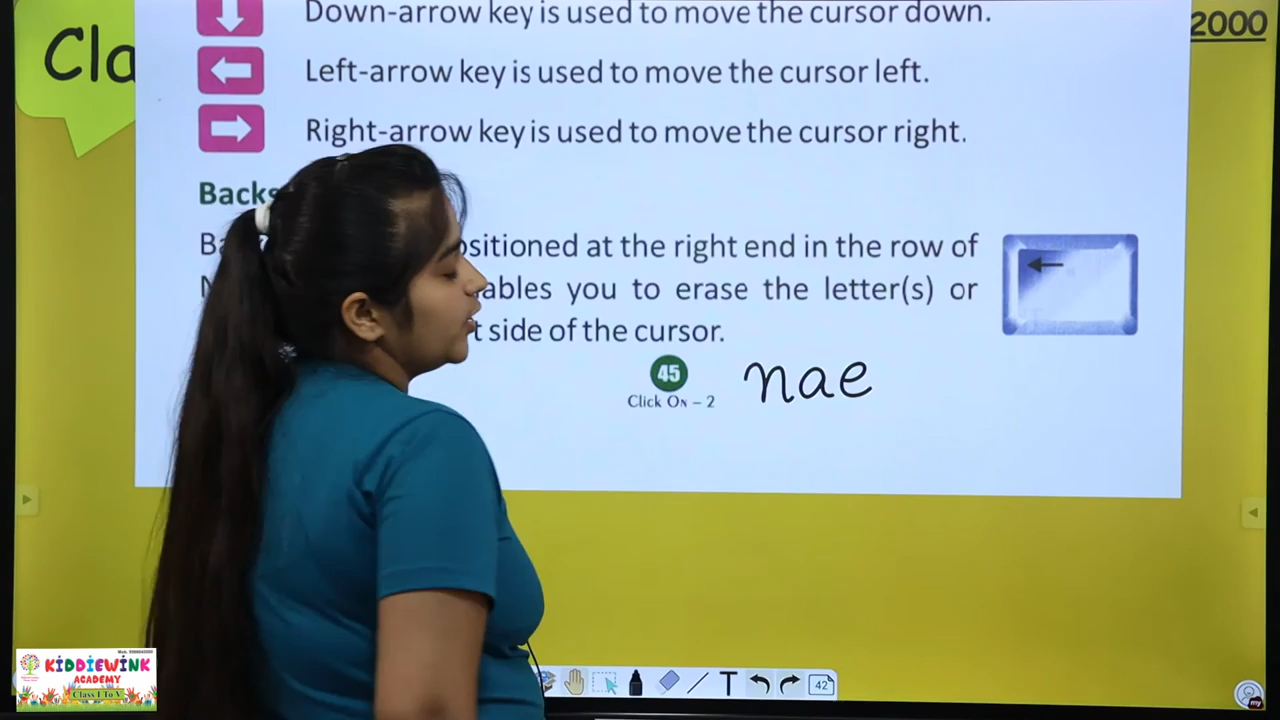 Cla
2000
Down-arrow key is used to move the cursor down.
Left-arrow key is used to move the cursor left.
Right-arrow key is used to move the cursor right.
Backs
Ba sitioned at the right end in the row of
ables you to erase the letter(s) or
t side of the cursor.
45
Click On – 2
nae
KIDDIEWINK
ACADEMY
Class I To V
T
42
my